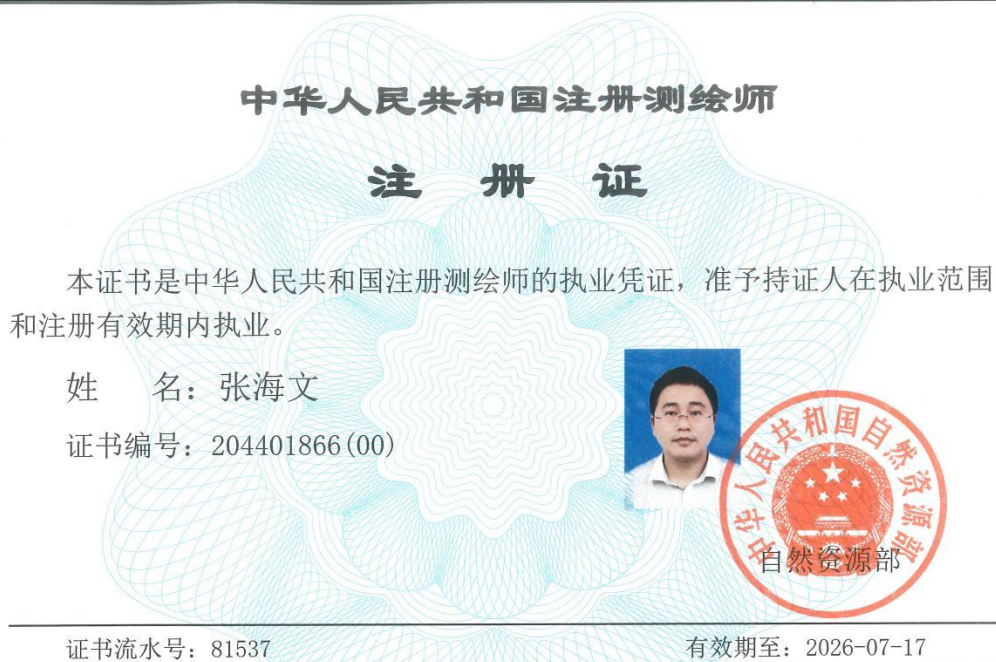 中华人民共和国注册测绘师
注 册 证
本证书是中华人民共和国注册测绘师的执业凭证，准予持证人在执业范围
和注册有效期内执业。
姓 名：张海文
证书编号：204401866(00)
中华人民共和国自然资源部
自然资源部
证书流水号：81537
有效期至：2026-07-17